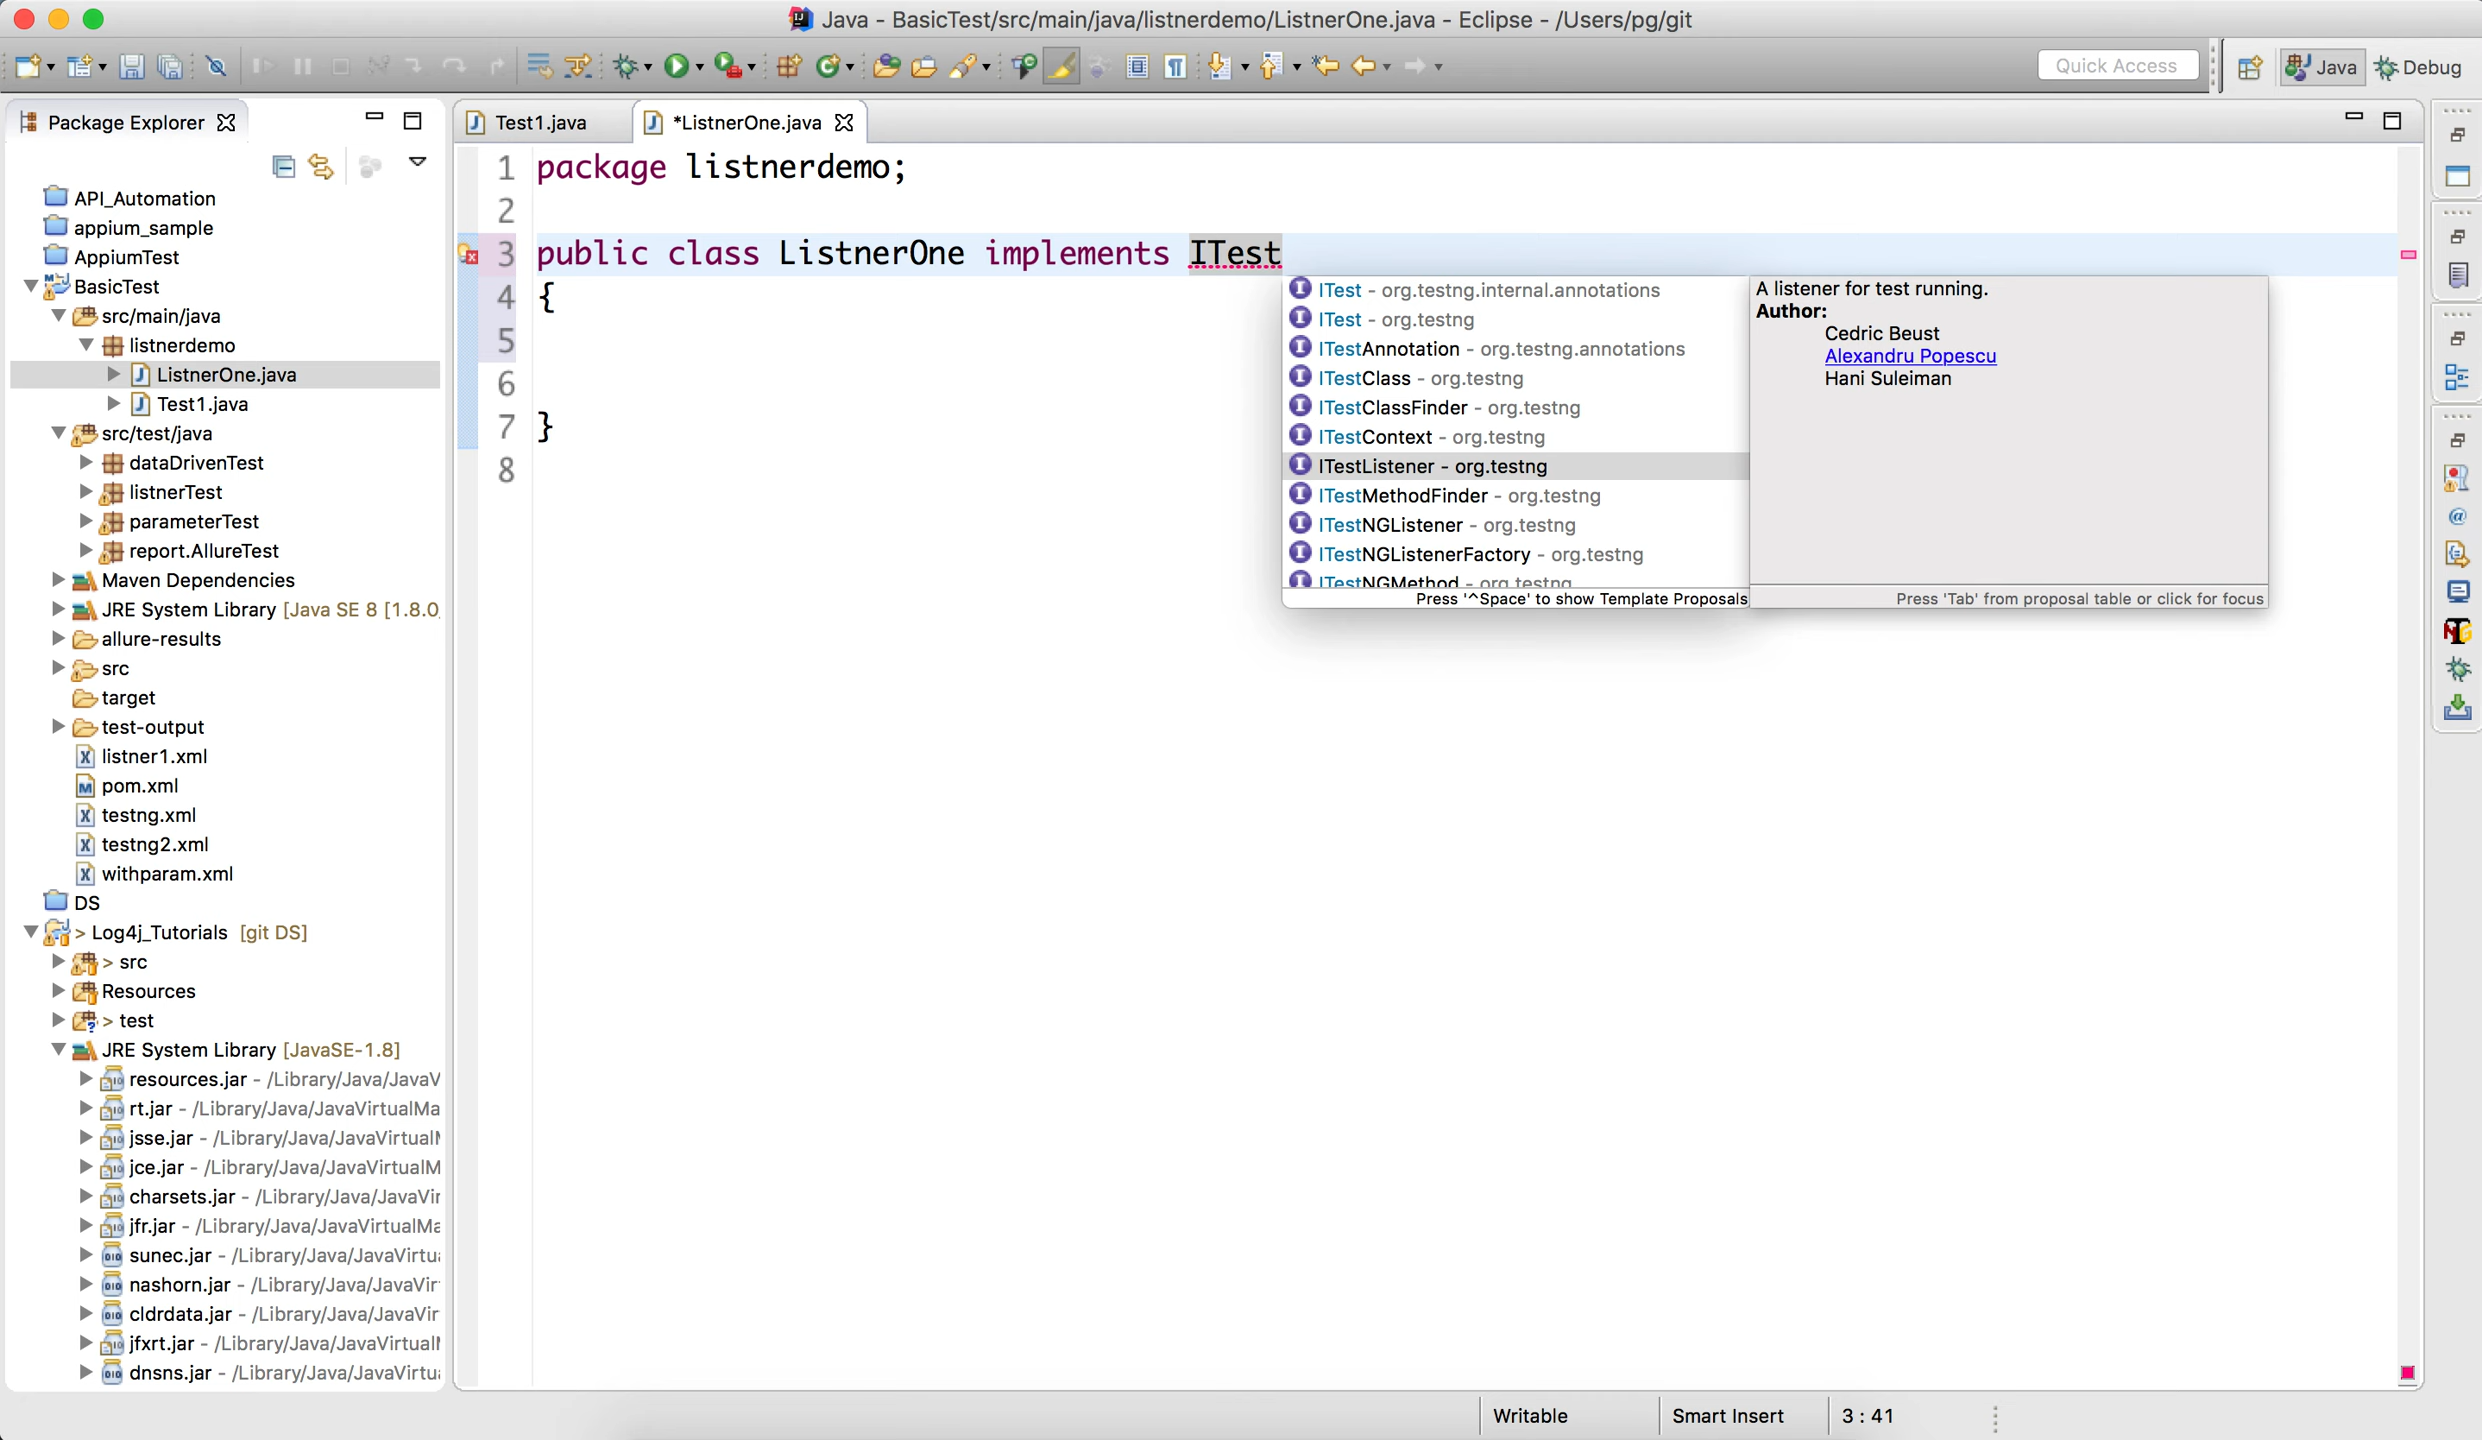 Java - BasicTest/src/main/java/listnerdemo/ListnerOne.java - Eclipse - /Users/pg/git
Quick Access
Java
Debug
Package Explorer
Test1.java
*ListnerOne.java
API_Automation
appium_sample
AppiumTest
BasicTest
src/main/java
listnerdemo
ListnerOne.java
Test1.java
src/test/java
dataDrivenTest
listnerTest
parameterTest
report.AllureTest
Maven Dependencies
JRE System Library [Java SE 8 [1.8.0
allure-results
src
target
test-output
listner1.xml
pom.xml
testng.xml
testng2.xml
withparam.xml
DS
> Log4j_Tutorials [git DS]
> src
Resources
> test
JRE System Library [JavaSE-1.8]
resources.jar - /Library/Java/JavaV
rt.jar - /Library/Java/JavaVirtualMa
jsse.jar - /Library/Java/JavaVirtual
jce.jar - /Library/Java/JavaVirtualM
charsets.jar - /Library/Java/JavaVir
jfr.jar - /Library/Java/JavaVirtualMa
sunec.jar - /Library/Java/JavaVirtu
nashorn.jar - /Library/Java/JavaVir
cldrdata.jar - /Library/Java/JavaVir
jfxrt.jar - /Library/Java/JavaVirtual
dnsns.jar - /Library/Java/JavaVirtu
1 package listnerdemo;
2
3 public class ListnerOne implements ITest
4 {
5
6
7 }
8
ITest - org.testng.internal.annotations
ITest - org.testng
ITestAnnotation - org.testng.annotations
ITestClass - org.testng
ITestClassFinder - org.testng
ITestContext - org.testng
ITestListener - org.testng
ITestMethodFinder - org.testng
ITestNGListener - org.testng
ITestNGListenerFactory - org.testng
ITestNGMethod - org.testng
Press '^Space' to show Template Proposals
A listener for test running.
Author:
Cedric Beust
Alexandru Popescu
Hani Suleiman
Press 'Tab' from proposal table or click for focus
Writable
Smart Insert
3 : 41